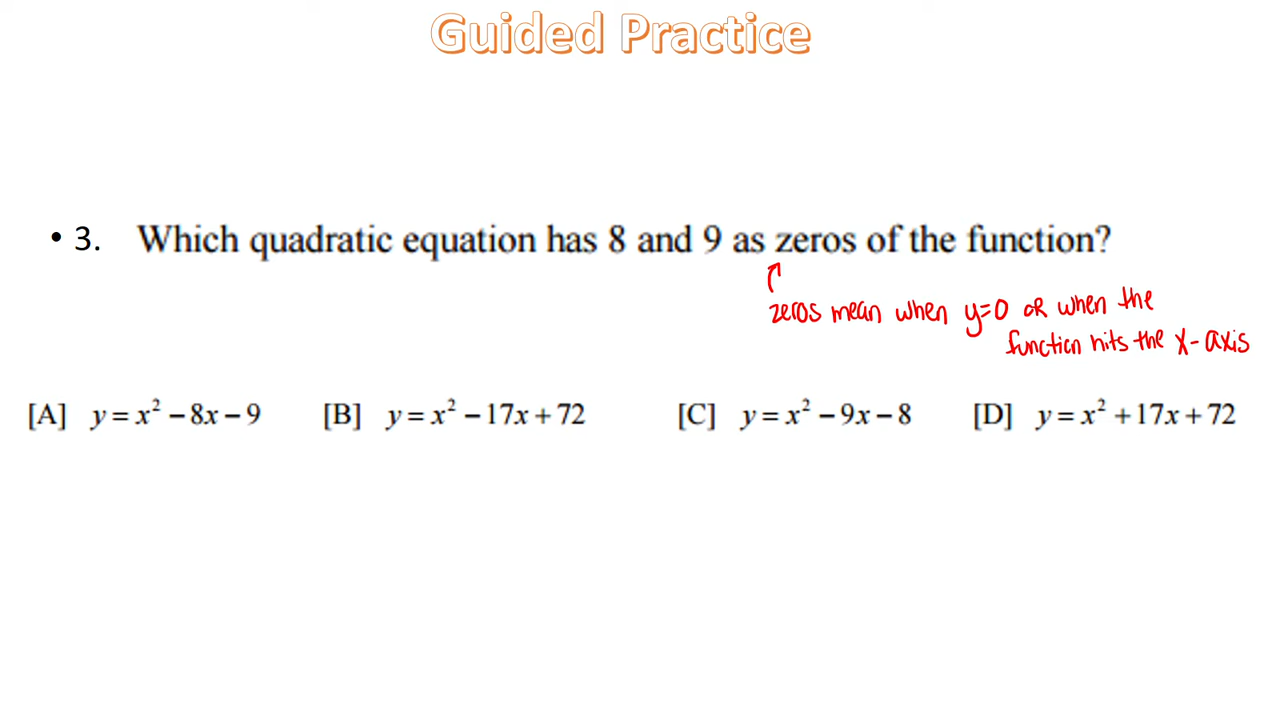 Guided Practice
• 3. Which quadratic equation has 8 and 9 as zeros of the function?
zeros mean when y=0 or when the
function hits the x-axis
[A] y = x² − 8x − 9 [B] y = x² − 17x + 72 [C] y = x² − 9x − 8 [D] y = x² + 17x + 72